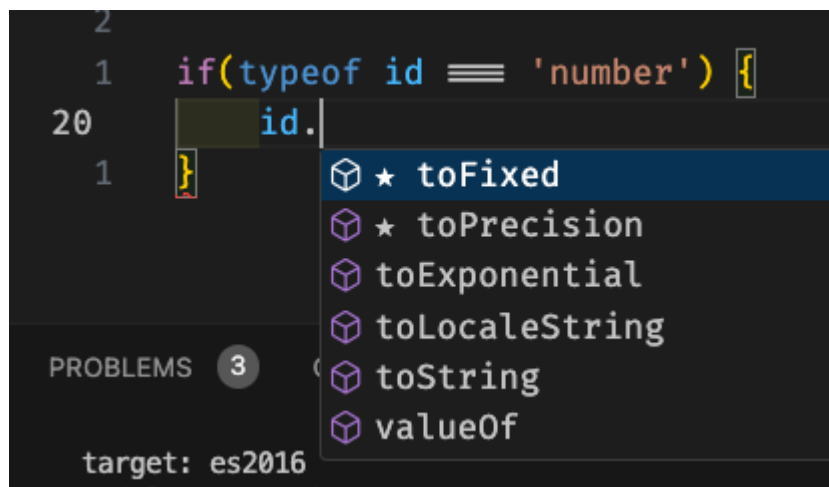 2
1 if(typeof id === 'number') {
20 id.
1 }
★ toFixed
★ toPrecision
toExponential
toLocaleString
toString
valueOf
PROBLEMS 3
target: es2016